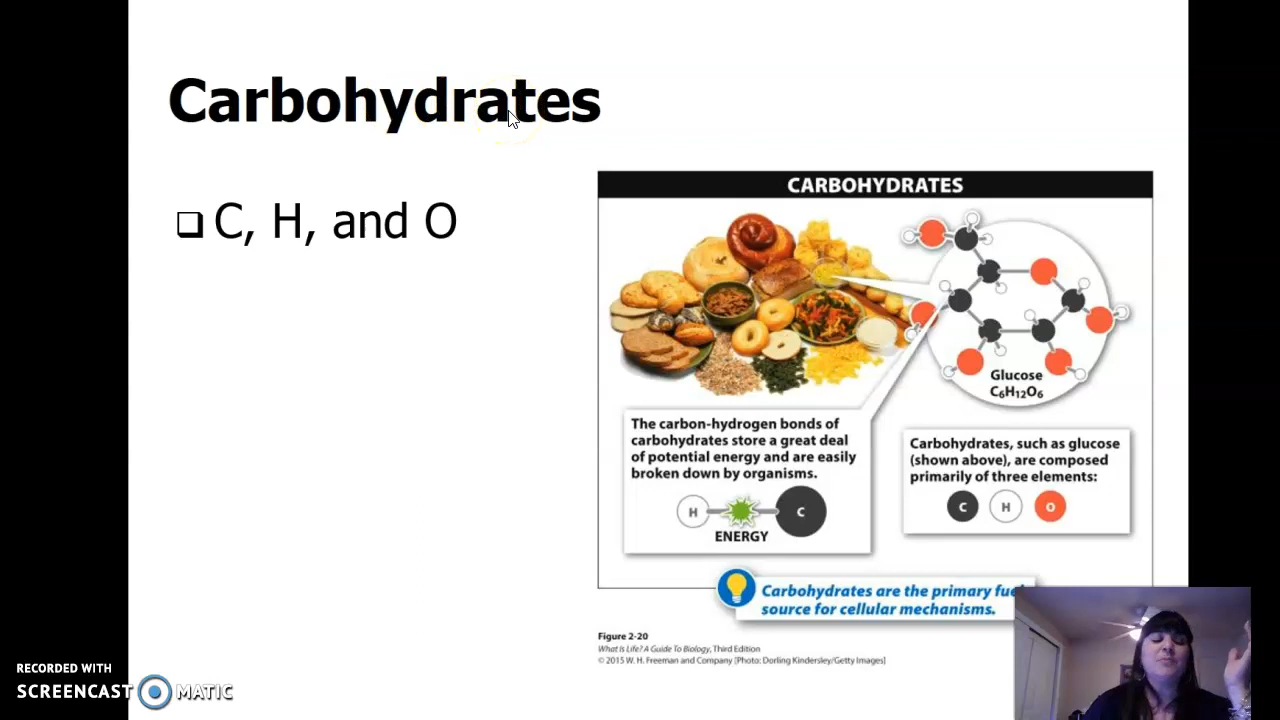 Carbohydrates
❑ C, H, and O
CARBOHYDRATES
Glucose
C₆H₁₂O₆
The carbon-hydrogen bonds of
carbohydrates store a great deal
of potential energy and are easily
broken down by organisms.
H C
ENERGY
Carbohydrates, such as glucose
(shown above), are composed
primarily of three elements:
C H O
Carbohydrates are the primary
source for cellular mechanisms.
Figure 2-20
What Is Life? A Guide To Biology, Third Edition
© 2015 W. H. Freeman and Company [Photo: Dorling Kindersley/Getty Images]
RECORDED WITH
SCREENCAST MATIC